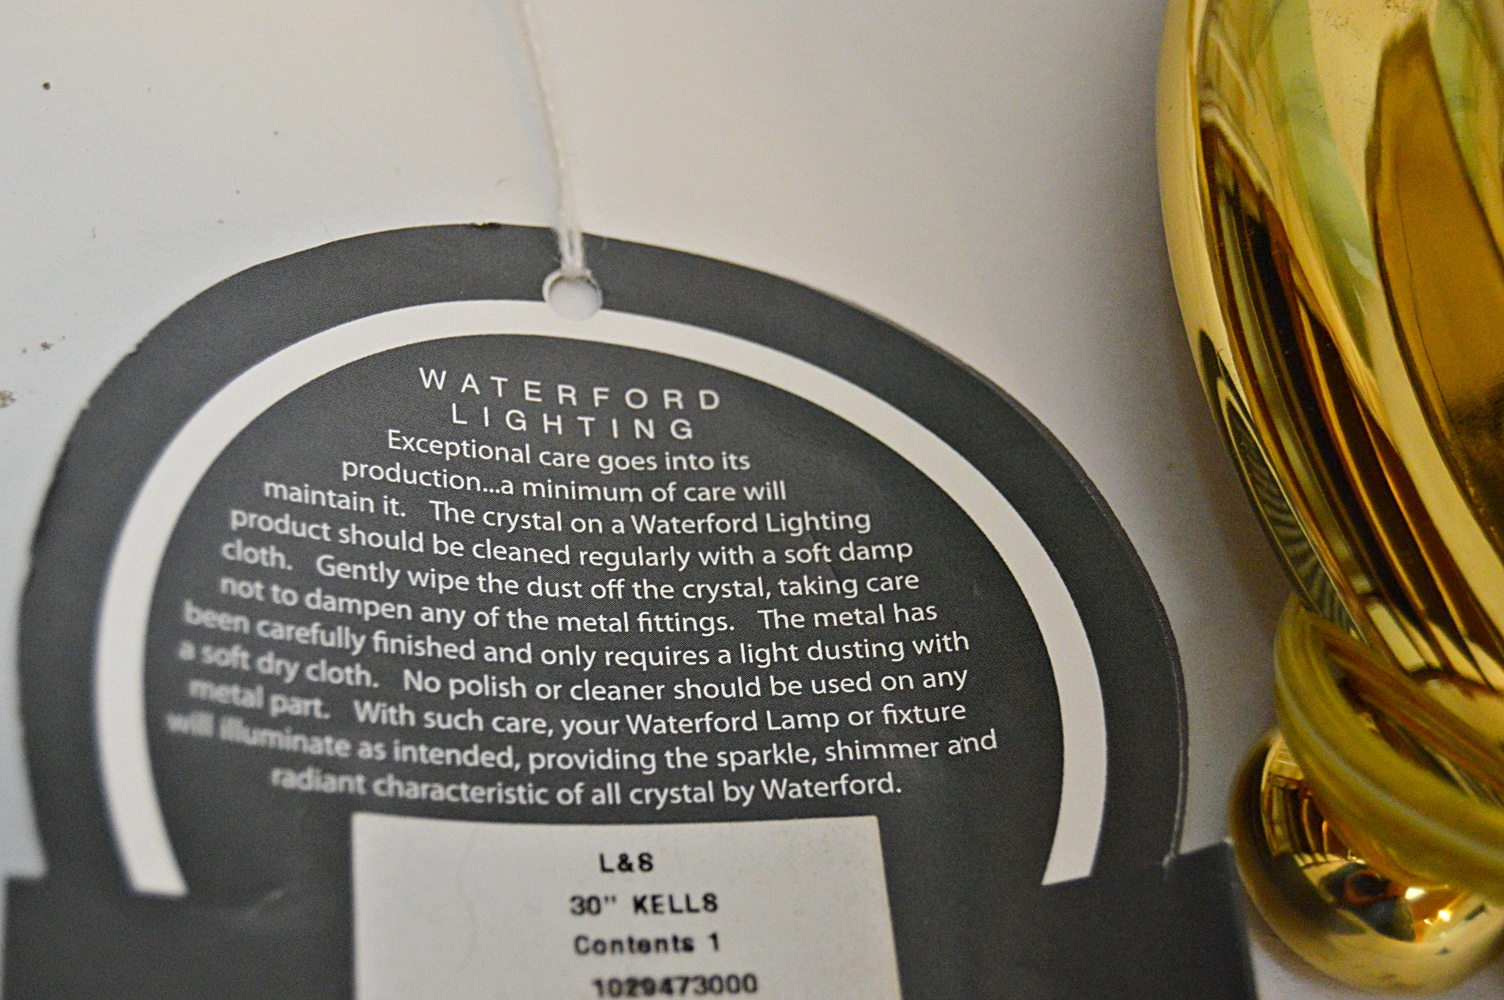 WATERFORD
LIGHTING
Exceptional care goes into its
production...a minimum of care will
maintain it. The crystal on a Waterford Lighting
product should be cleaned regularly with a soft damp
cloth. Gently wipe the dust off the crystal, taking care
not to dampen any of the metal fittings. The metal has
been carefully finished and only requires a light dusting with
a soft dry cloth. No polish or cleaner should be used on any
metal part. With such care, your Waterford Lamp or fixture
will illuminate as intended, providing the sparkle, shimmer and
radiant characteristic of all crystal by Waterford.
L&S
30" KELLS
Contents 1
1029473000